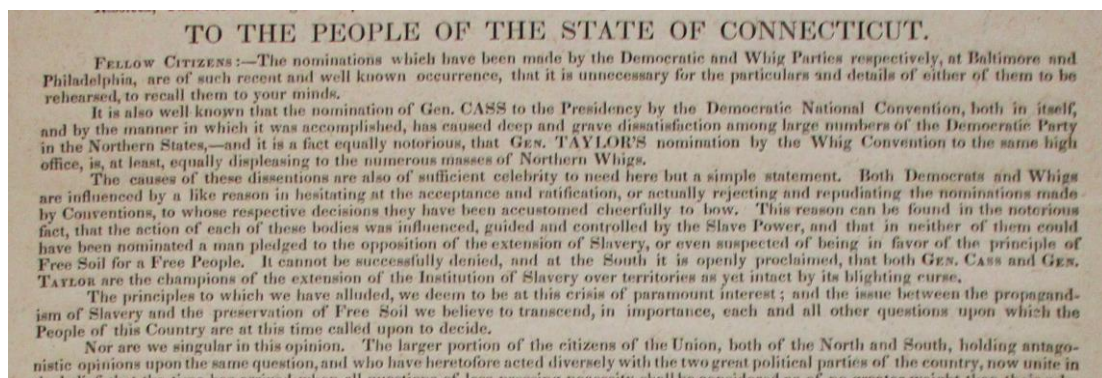 TO THE PEOPLE OF THE STATE OF CONNECTICUT.
FELLOW CITIZENS:—The nominations which have been made by the Democratic and Whig Parties respectively, at Baltimore and
Philadelphia, are of such recent and well known occurrence, that it is unnecessary for the particulars and details of either of them to be
rehearsed, to recall them to your minds.
It is also well known that the nomination of Gen. CASS to the Presidency by the Democratic National Convention, both in itself,
and by the manner in which it was accomplished, has caused deep and grave dissatisfaction among large numbers of the Democratic Party
in the Northern States,—and it is a fact equally notorious, that GEN. TAYLOR'S nomination by the Whig Convention to the same high
office, is, at least, equally displeasing to the numerous masses of Northern Whigs.
The causes of these dissentions are also of sufficient celebrity to need here but a simple statement. Both Democrats and Whigs
are influenced by a like reason in hesitating at the acceptance and ratification, or actually rejecting and repudiating the nominations made
by Conventions, to whose respective decisions they have been accustomed cheerfully to bow. This reason can be found in the notorious
fact, that the action of each of these bodies was influenced, guided and controlled by the Slave Power, and that in neither of them could
have been nominated a man pledged to the opposition of the extension of Slavery, or even suspected of being in favor of the principle of
Free Soil for a Free People. It cannot be successfully denied, and at the South it is openly proclaimed, that both GEN. CASS and GEN.
TAYLOR are the champions of the extension of the Institution of Slavery over territories as yet intact by its blighting curse.
The principles to which we have alluded, we deem to be at this crisis of paramount interest; and the issue between the propagand-
ism of Slavery and the preservation of Free Soil we believe to transcend, in importance, each and all other questions upon which the
People of this Country are at this time called upon to decide.
Nor are we singular in this opinion. The larger portion of the citizens of the Union, both of the North and South, holding antago-
nistic opinions upon the same question, and who have heretofore acted diversely with the two great political parties of the country, now unite in